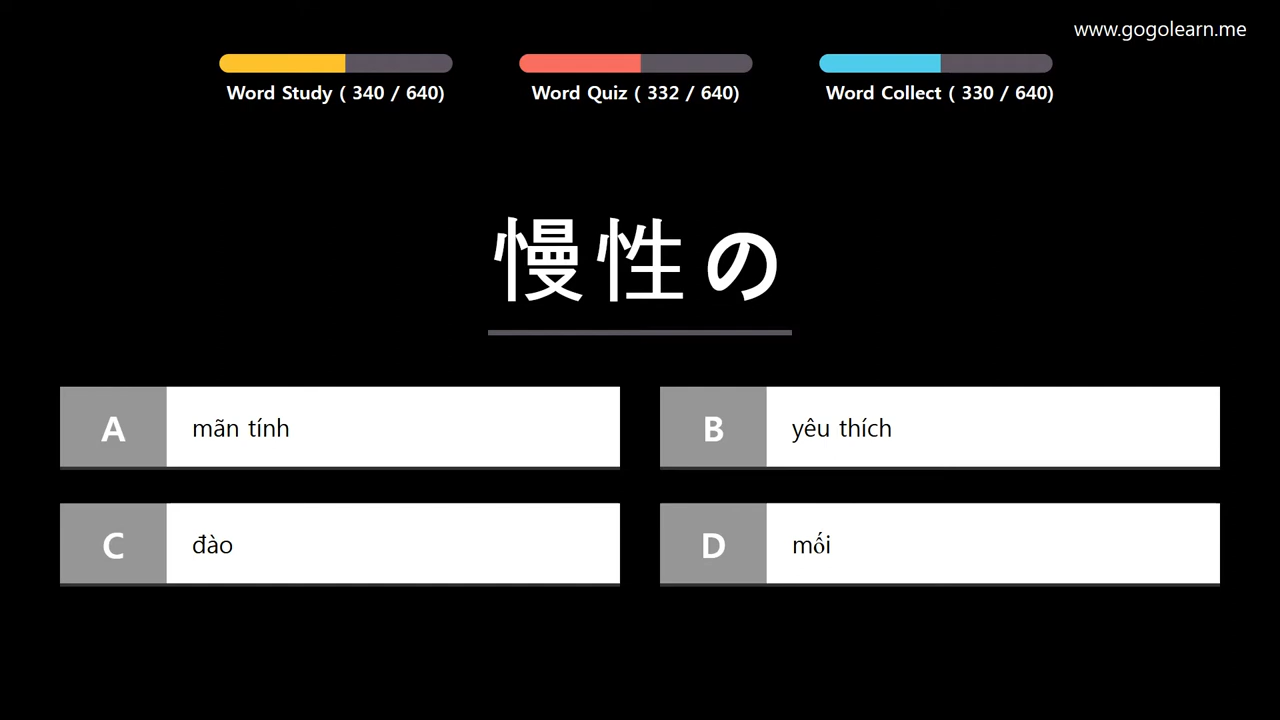 www.gogolearn.me
Word Study ( 340 / 640)
Word Quiz ( 332 / 640)
Word Collect ( 330 / 640)
慢性の
A mãn tính
B yêu thích
C đào
D mối